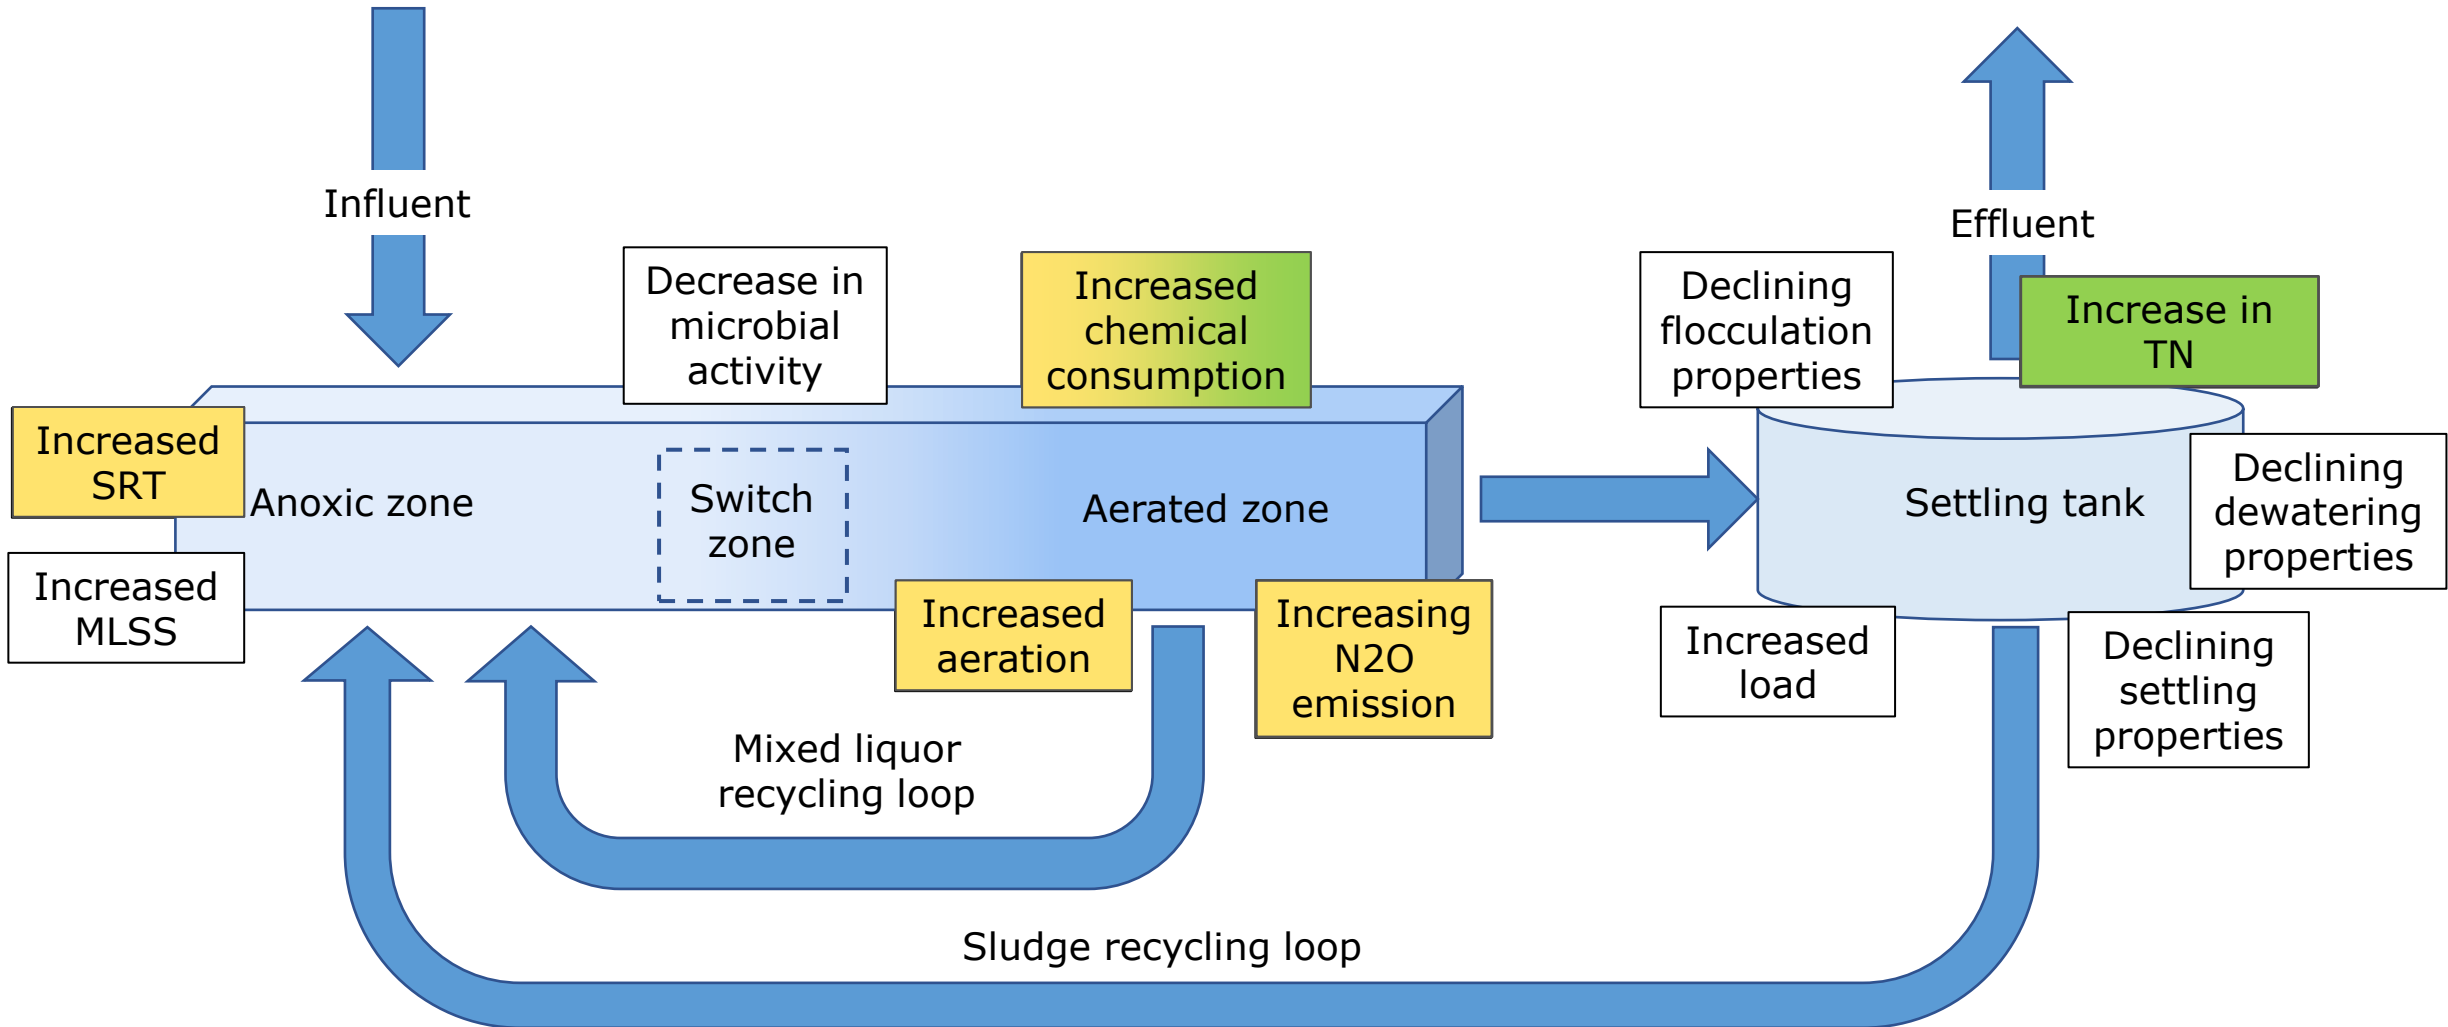 Influent
Effluent
Decrease in
microbial
activity
Increased
chemical
consumption
Declining
flocculation
properties
Increase in
TN
Increased
SRT
Anoxic zone
Switch
zone
Aerated zone
Settling tank
Declining
dewatering
properties
Increased
MLSS
Increased
aeration
Increasing
N2O
emission
Increased
load
Declining
settling
properties
Mixed liquor
recycling loop
Sludge recycling loop